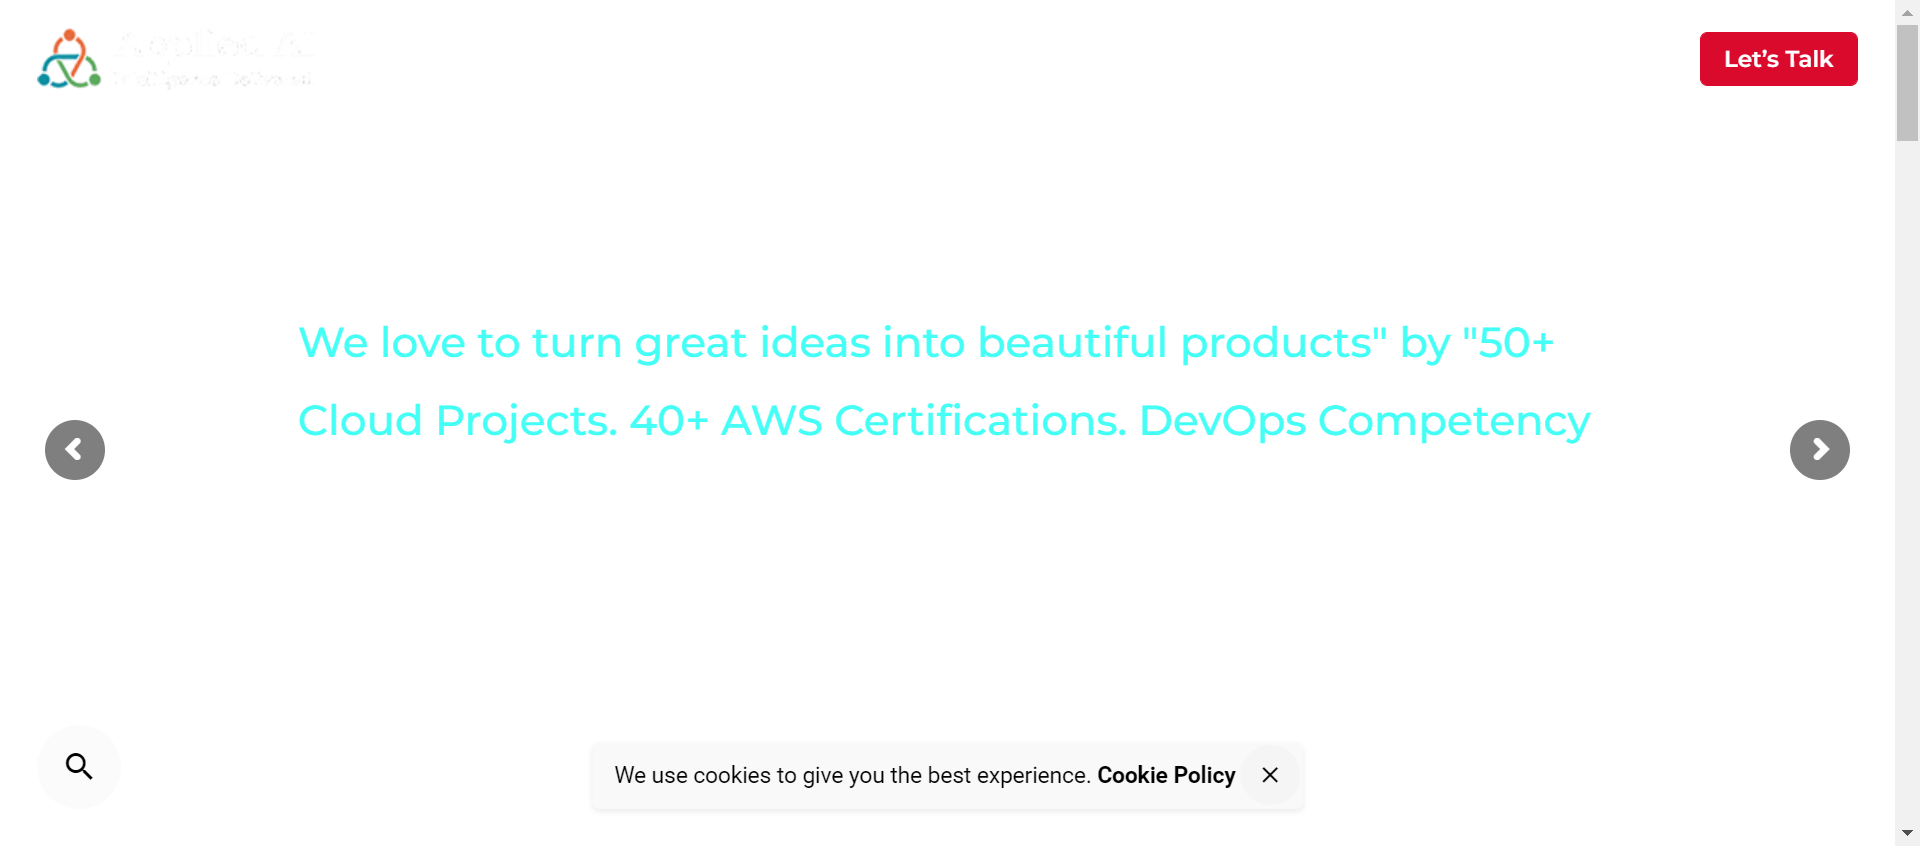 Let's Talk
We love to turn great ideas into beautiful products" by "50+
Cloud Projects. 40+ AWS Certifications. DevOps Competency
We use cookies to give you the best experience. Cookie Policy